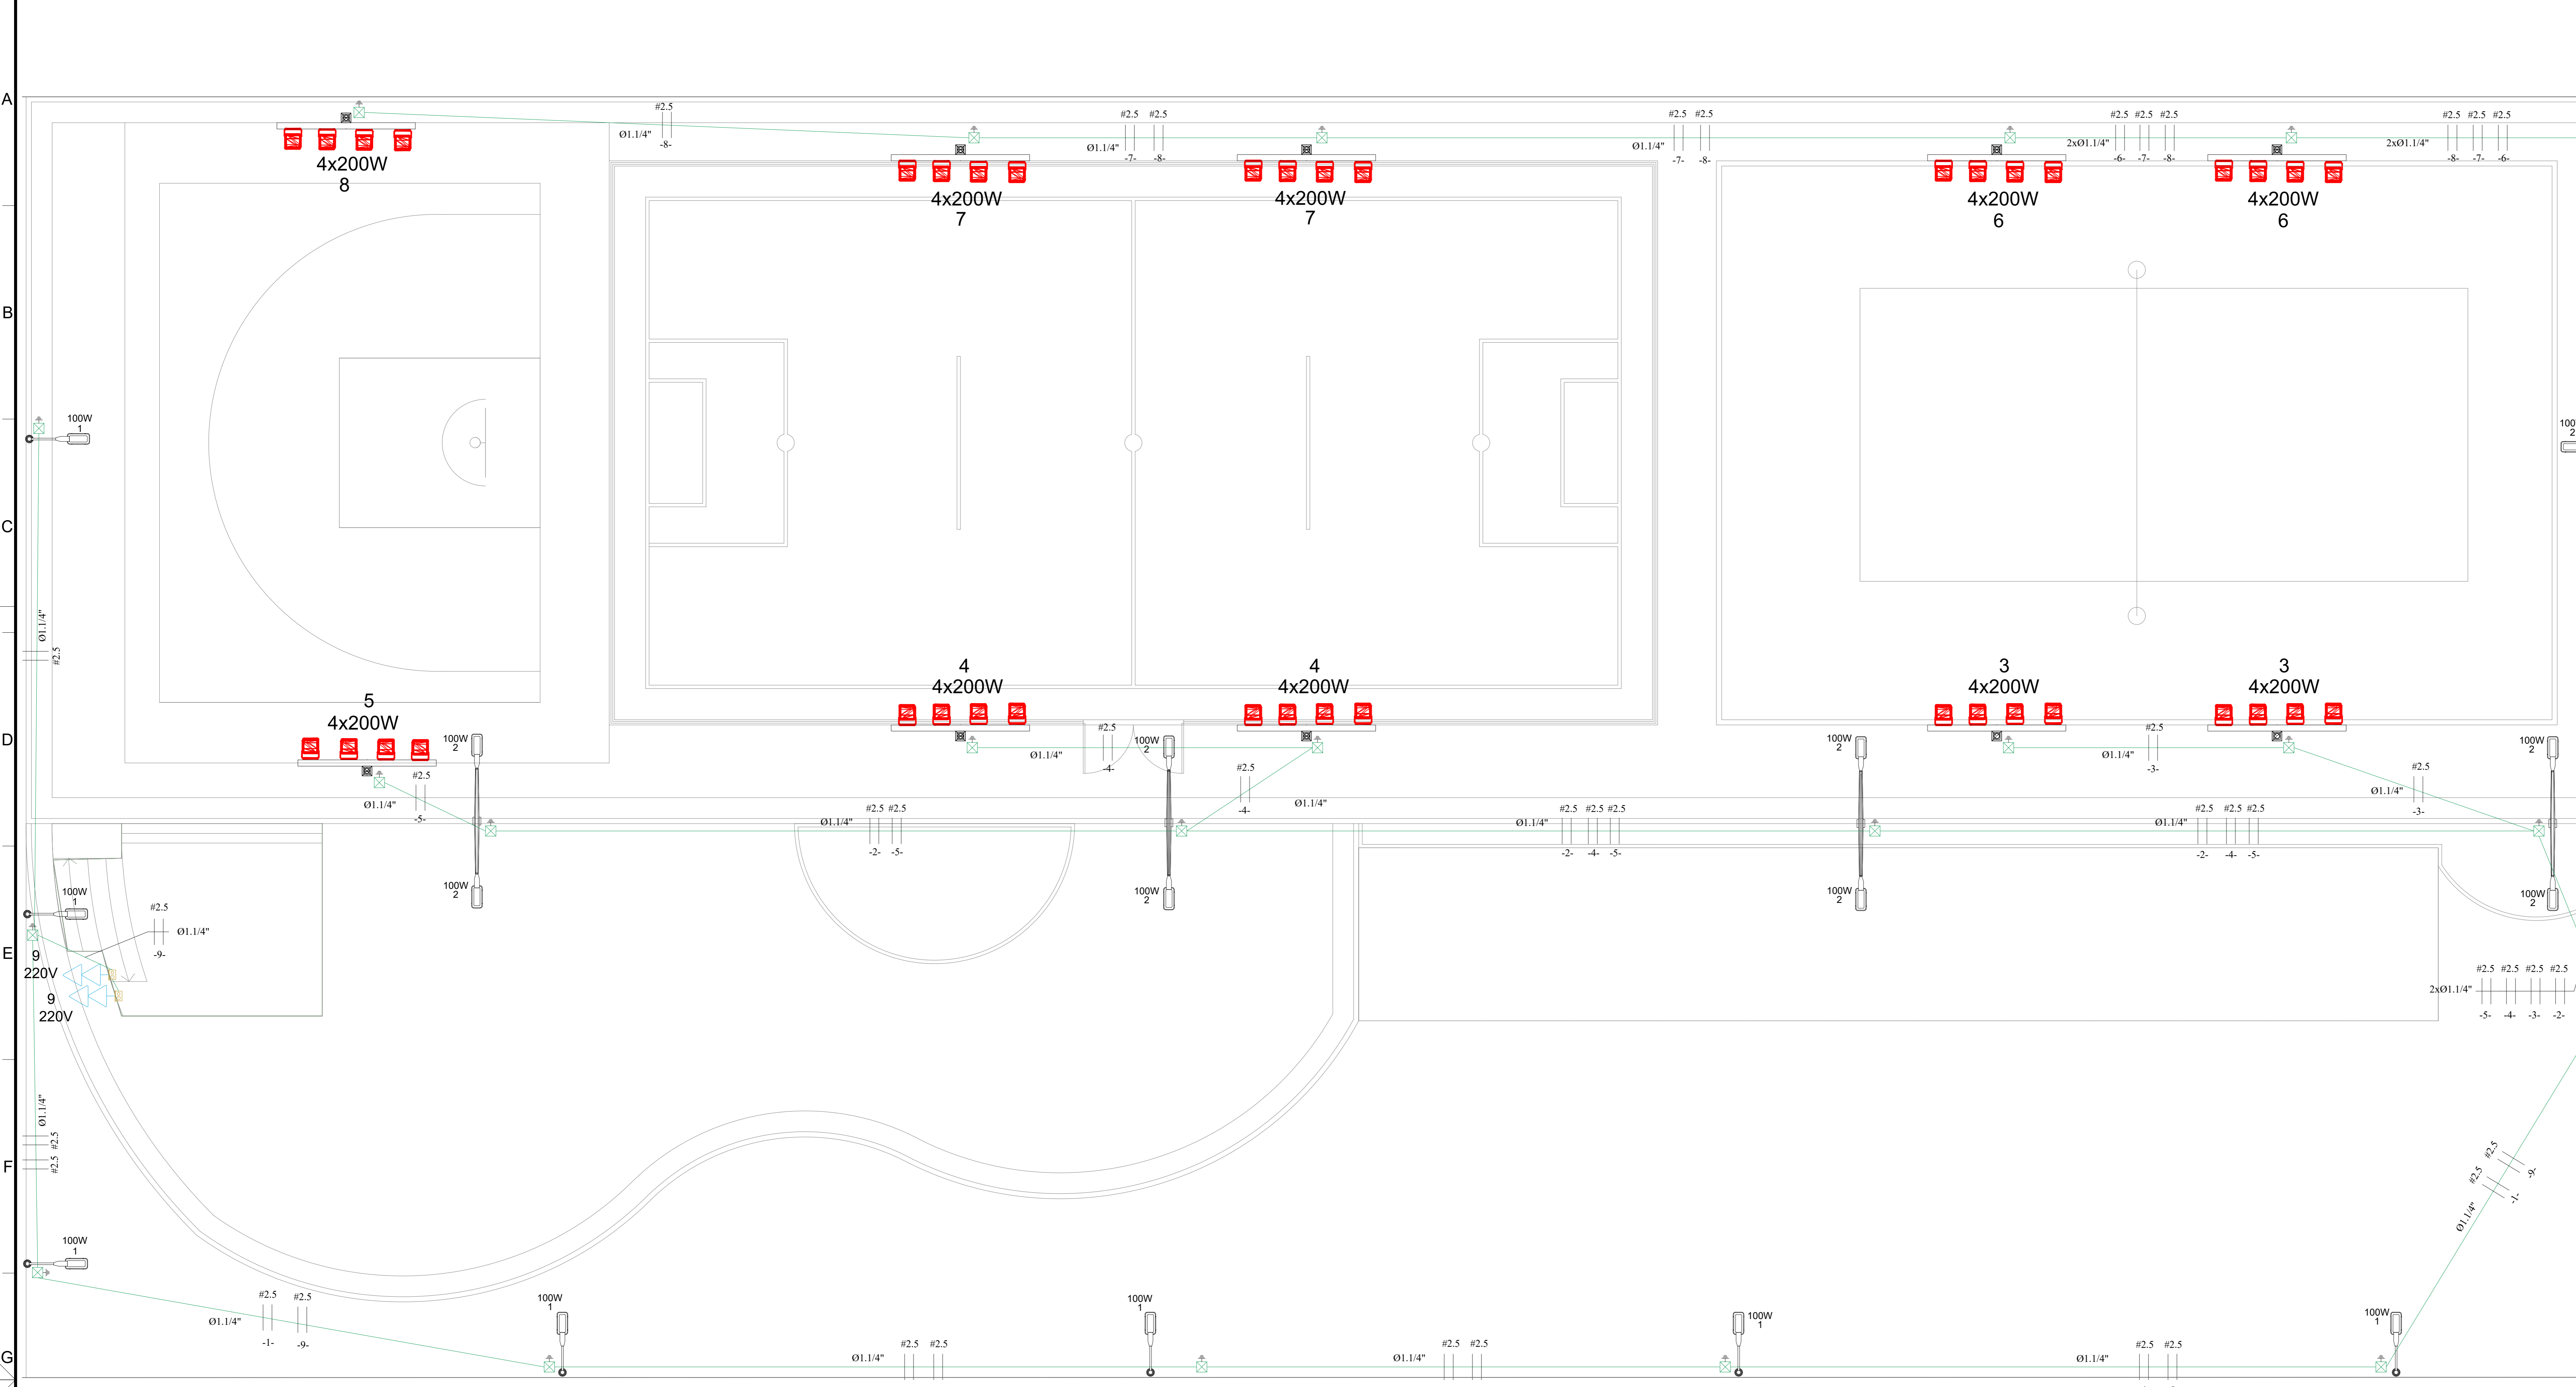 A
#2.5
Ø1.1/4"
-8-
#2.5 #2.5
Ø1.1/4"
-7- -8-
#2.5 #2.5
Ø1.1/4"
-7- -8-
#2.5 #2.5 #2.5
2xØ1.1/4"
-6- -7- -8-
#2.5 #2.5 #2.5
2xØ1.1/4"
-8- -7- -6-
4x200W
8
4x200W
7
4x200W
7
4x200W
6
4x200W
6
B
100W
1
2
C
Ø1.1/4"
#2.5
5
4x200W
4
4x200W
4
4x200W
3
4x200W
3
4x200W
D
100W
2
#2.5
Ø1.1/4"
-4-
100W
2
100W
2
#2.5
Ø1.1/4"
-3-
100W
2
#2.5
Ø1.1/4"
-5-
#2.5
Ø1.1/4"
-4-
#2.5
Ø1.1/4"
-3-
#2.5 #2.5
Ø1.1/4"
-2- -5-
#2.5 #2.5 #2.5
Ø1.1/4"
-2- -4- -5-
#2.5 #2.5 #2.5
Ø1.1/4"
-2- -4- -5-
100W
1
100W
2
100W
2
100W
2
100W
2
#2.5
Ø1.1/4"
-9-
E
9
220V
9
220V
#2.5 #2.5 #2.5 #2.5
2xØ1.1/4"
-5- -4- -3- -2-
Ø1.1/4"
#2.5
#2.5
F
#2.5
-9-
#2.5
-1-
Ø1.1/4"
100W
1
#2.5 #2.5
Ø1.1/4"
-1- -9-
100W
1
100W
1
100W
1
100W
1
G
#2.5 #2.5
Ø1.1/4"
#2.5 #2.5
Ø1.1/4"
#2.5 #2.5
Ø1.1/4"